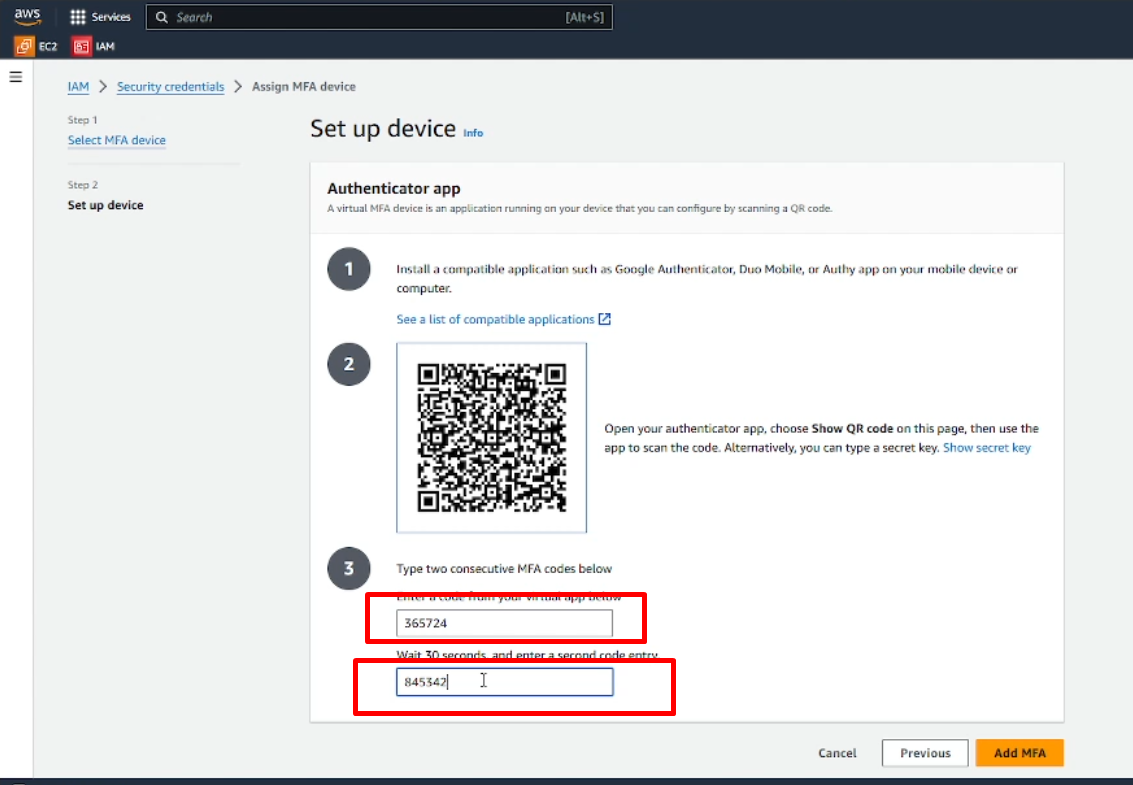 aws
Services
Search
[Alt+S]
EC2
IAM
IAM > Security credentials > Assign MFA device
Step 1
Select MFA device
Step 2
Set up device
Set up device Info
Authenticator app
A virtual MFA device is an application running on your device that you can configure by scanning a QR code.
1
Install a compatible application such as Google Authenticator, Duo Mobile, or Authy app on your mobile device or
computer.
See a list of compatible applications
2
Open your authenticator app, choose Show QR code on this page, then use the
app to scan the code. Alternatively, you can type a secret key. Show secret key
3
Type two consecutive MFA codes below
Enter a code from your virtual app below
365724
Wait 30 seconds, and enter a second code entry.
845342
Cancel
Previous
Add MFA